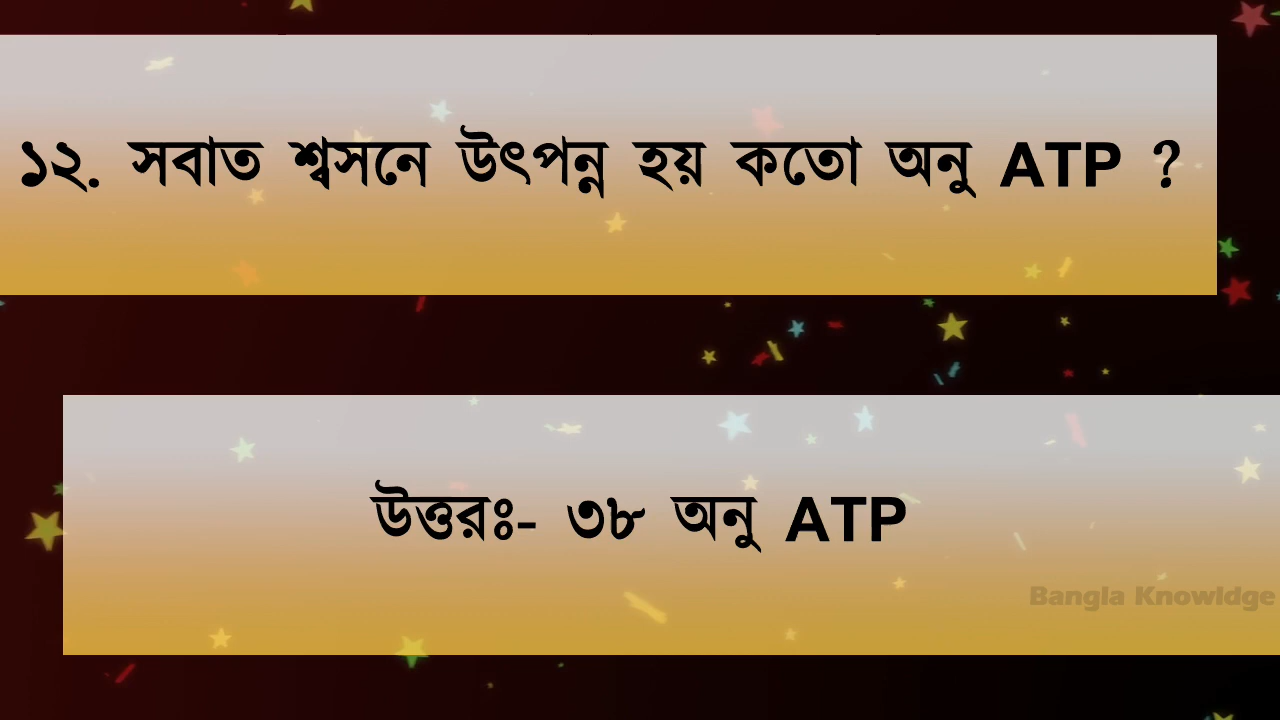 ১২. সবাত শ্বসনে উৎপন্ন হয় কতো অনু ATP ?
উত্তরঃ- ৩৮ অনু ATP
Bangla Knowldge